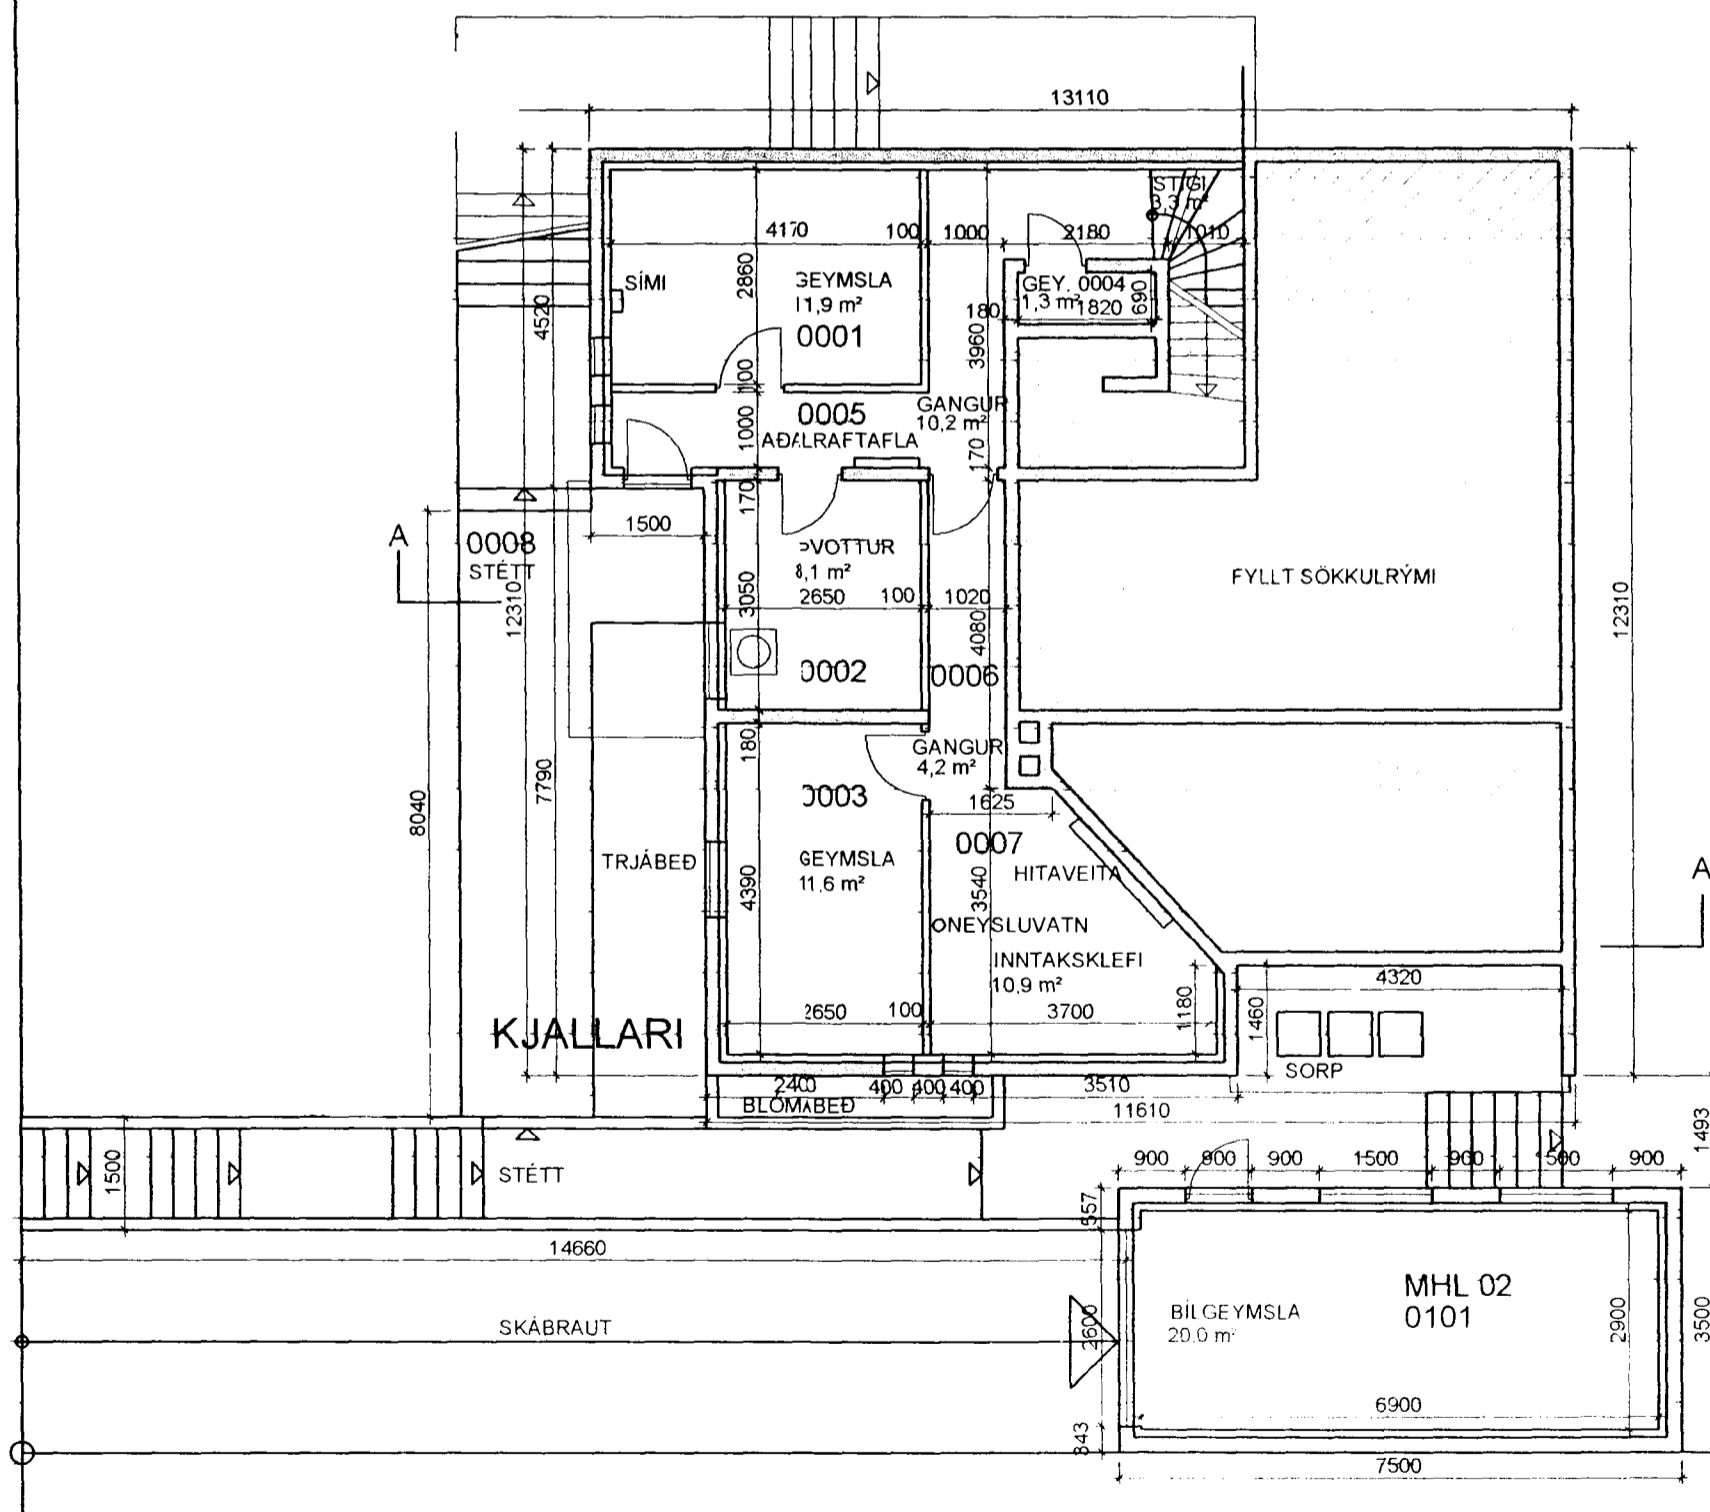 13110
STIGI
3,3 m²
4170
100
1000
2180
1010
SÍMI
2860
GEYMSLA
11,9 m²
0001
GEY. 0004
1,3 m²
1820
690
180
3960
4520
100
1000
0005
AÐALRAFTAFLA
GANGUR
10,2 m²
170
170
1500
A
0008
STÉTT
12310
ÞVOTTUR
8,1 m²
2650
100
1020
3050
4080
0002
0006
FYLLT SÖKKULRÝMI
12310
180
GANGUR
4,2 m²
7790
8040
0003
1625
0007
TRJÁBEÐ
GEYMSLA
11,6 m²
4390
HITAVEITA
3540
A
NEYSLUVATN
INNTAKSKLEFI
10,9 m²
2650
100
3700
1180
1460
4320
KJALLARI
SORP
2400
400
400
400
3510
BLÓMABEÐ
11610
1493
1500
STÉTT
900
800
900
1500
900
1500
900
557
14660
MHL 02
0101
BÍLGEYMSLA
20,0 m²
SKÁBRAUT
2600
2900
3500
6900
843
7500